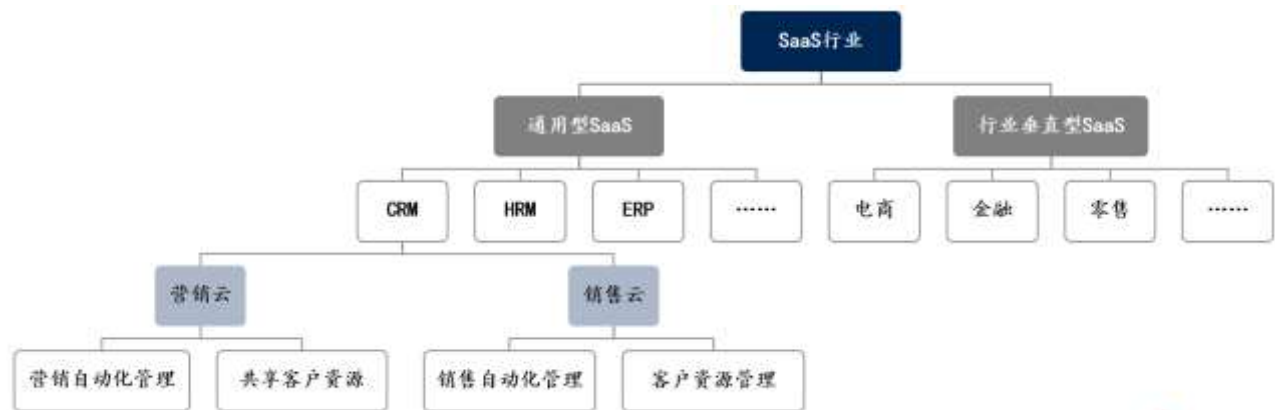 SaaS行业
通用型SaaS
行业垂直型SaaS
CRM
HRM
ERP
……
电商
金融
零售
……
营销云
销售云
营销自动化管理
共享客户资源
销售自动化管理
客户资源管理